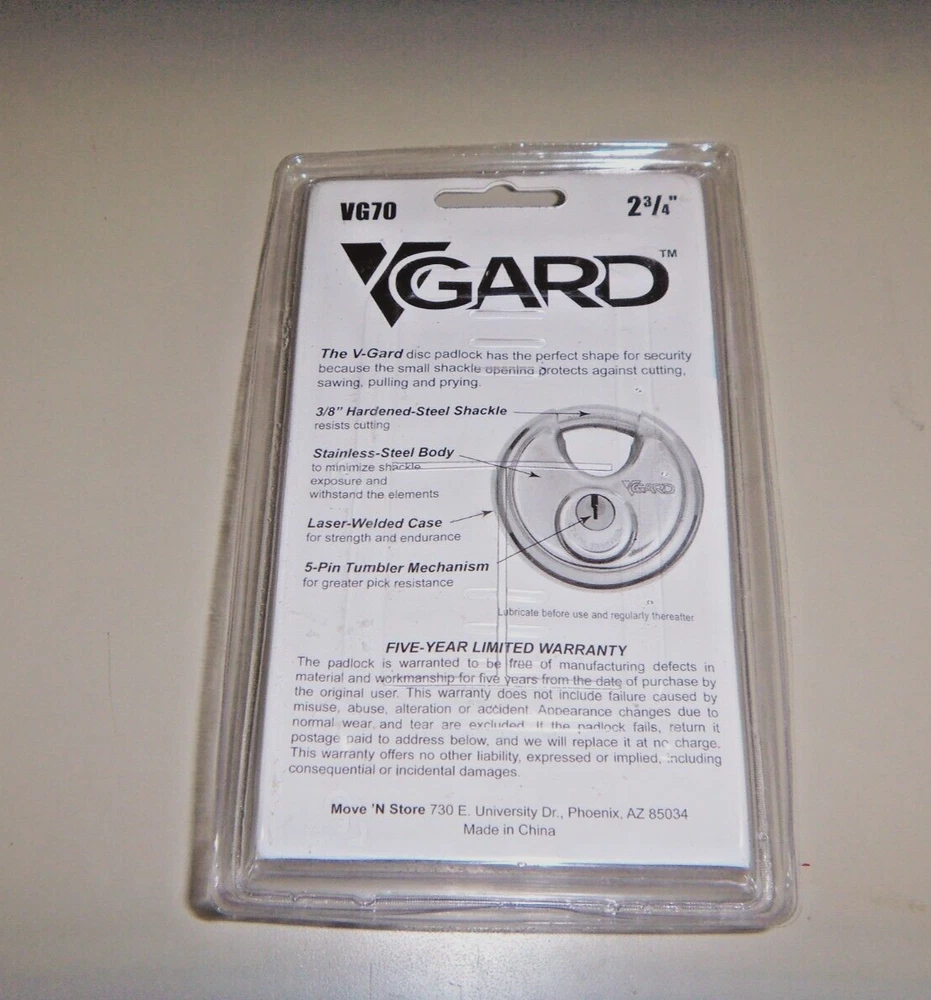 VG70
2 3/4"
VGARD™
The V-Gard disc padlock has the perfect shape for security
because the small shackle opening protects against cutting,
sawing, pulling and prying.
3/8" Hardened-Steel Shackle
resists cutting
Stainless-Steel Body
to minimize shackle
exposure and
withstand the elements
VGARD
Laser-Welded Case
for strength and endurance
5-Pin Tumbler Mechanism
for greater pick resistance
Lubricate before use and regularly thereafter
FIVE-YEAR LIMITED WARRANTY
The padlock is warranted to be free of manufacturing defects in
material and workmanship for five years from the date of purchase by
the original user. This warranty does not include failure caused by
misuse, abuse, alteration or accident. Appearance changes due to
normal wear and tear are excluded. If the padlock fails, return it
postage paid to address below, and we will replace it at no charge.
This warranty offers no other liability, expressed or implied, including
consequential or incidental damages.
Move 'N Store 730 E. University Dr., Phoenix, AZ 85034
Made in China